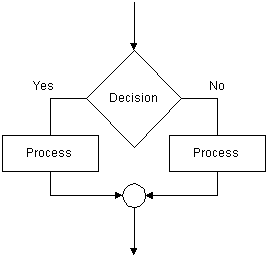 Yes
No
Decision
Process
Process